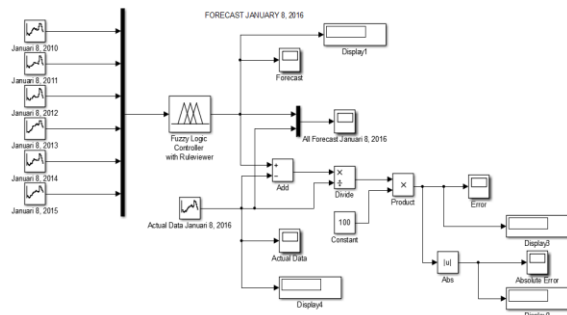 FORECAST JANUARY 8, 2016
Januari 8, 2010
Januari 8, 2011
Januari 8, 2012
Januari 8, 2013
Januari 8, 2014
Januari 8, 2015
Fuzzy Logic
Controller
with Ruleviewer
Display1
Forecast
All Forecast Januari 8, 2016
+
−
Add
×
÷
Divide
×
Product
Actual Data Januari 8, 2016
100
Constant
Error
Display3
Actual Data
|u|
Abs
Absolute Error
Display4